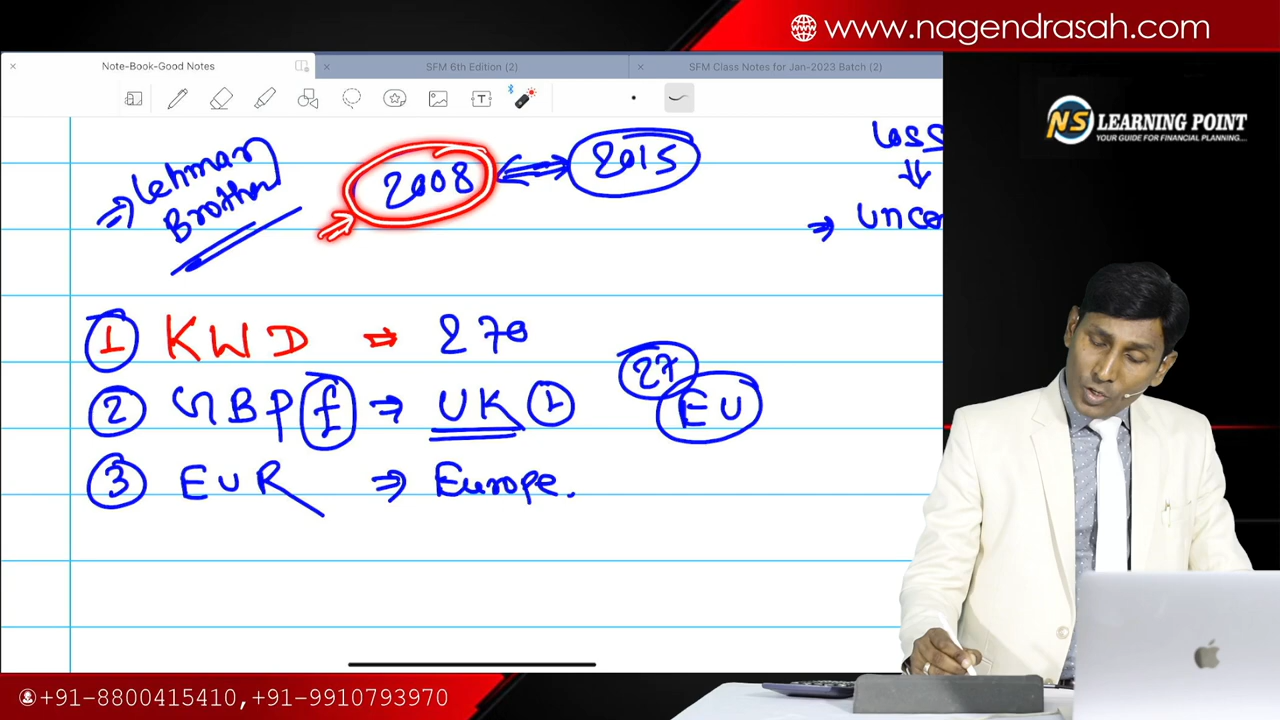 www.nagendrasah.com
Note-Book-Good Notes
SFM 6th Edition (2)
SFM Class Notes for Jan-2023 Batch (2)
NS LEARNING POINT
YOUR GUIDE FOR FINANCIAL PLANNING....
⇒ Lehman Brother
2008 ⟺ 2015
Loss
⇒ unce
1 KWD ⇒ 270
2 GBP £ ⇒ UK 1
27 EU
3 EUR ⇒ Europe.
+91-8800415410,+91-9910793970